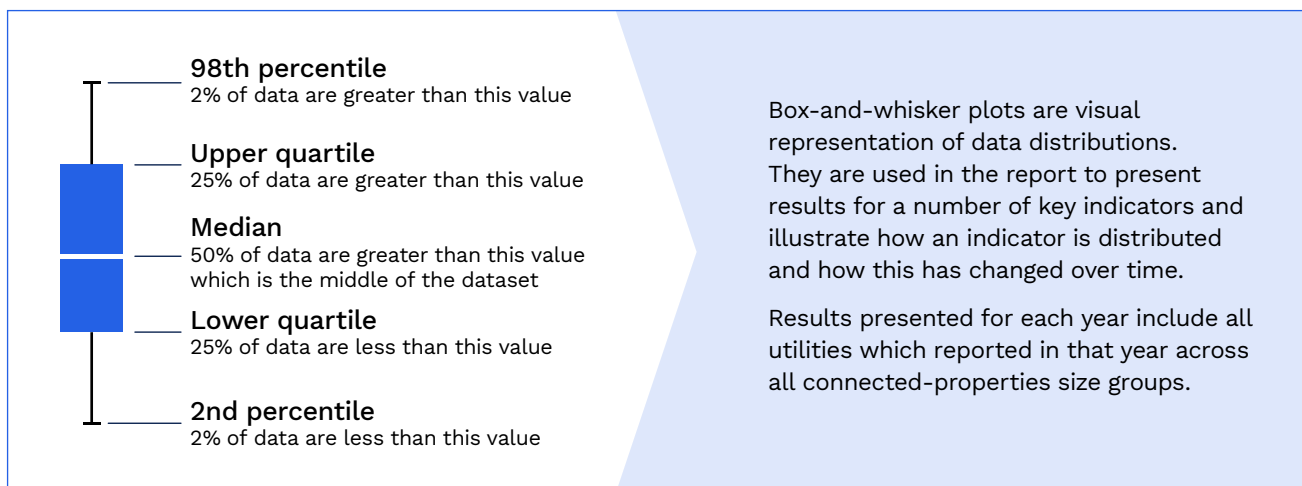 98th percentile
2% of data are greater than this value
Upper quartile
25% of data are greater than this value
Median
50% of data are greater than this value
which is the middle of the dataset
Lower quartile
25% of data are less than this value
2nd percentile
2% of data are less than this value
Box-and-whisker plots are visual
representation of data distributions.
They are used in the report to present
results for a number of key indicators and
illustrate how an indicator is distributed
and how this has changed over time.
Results presented for each year include all
utilities which reported in that year across
all connected-properties size groups.